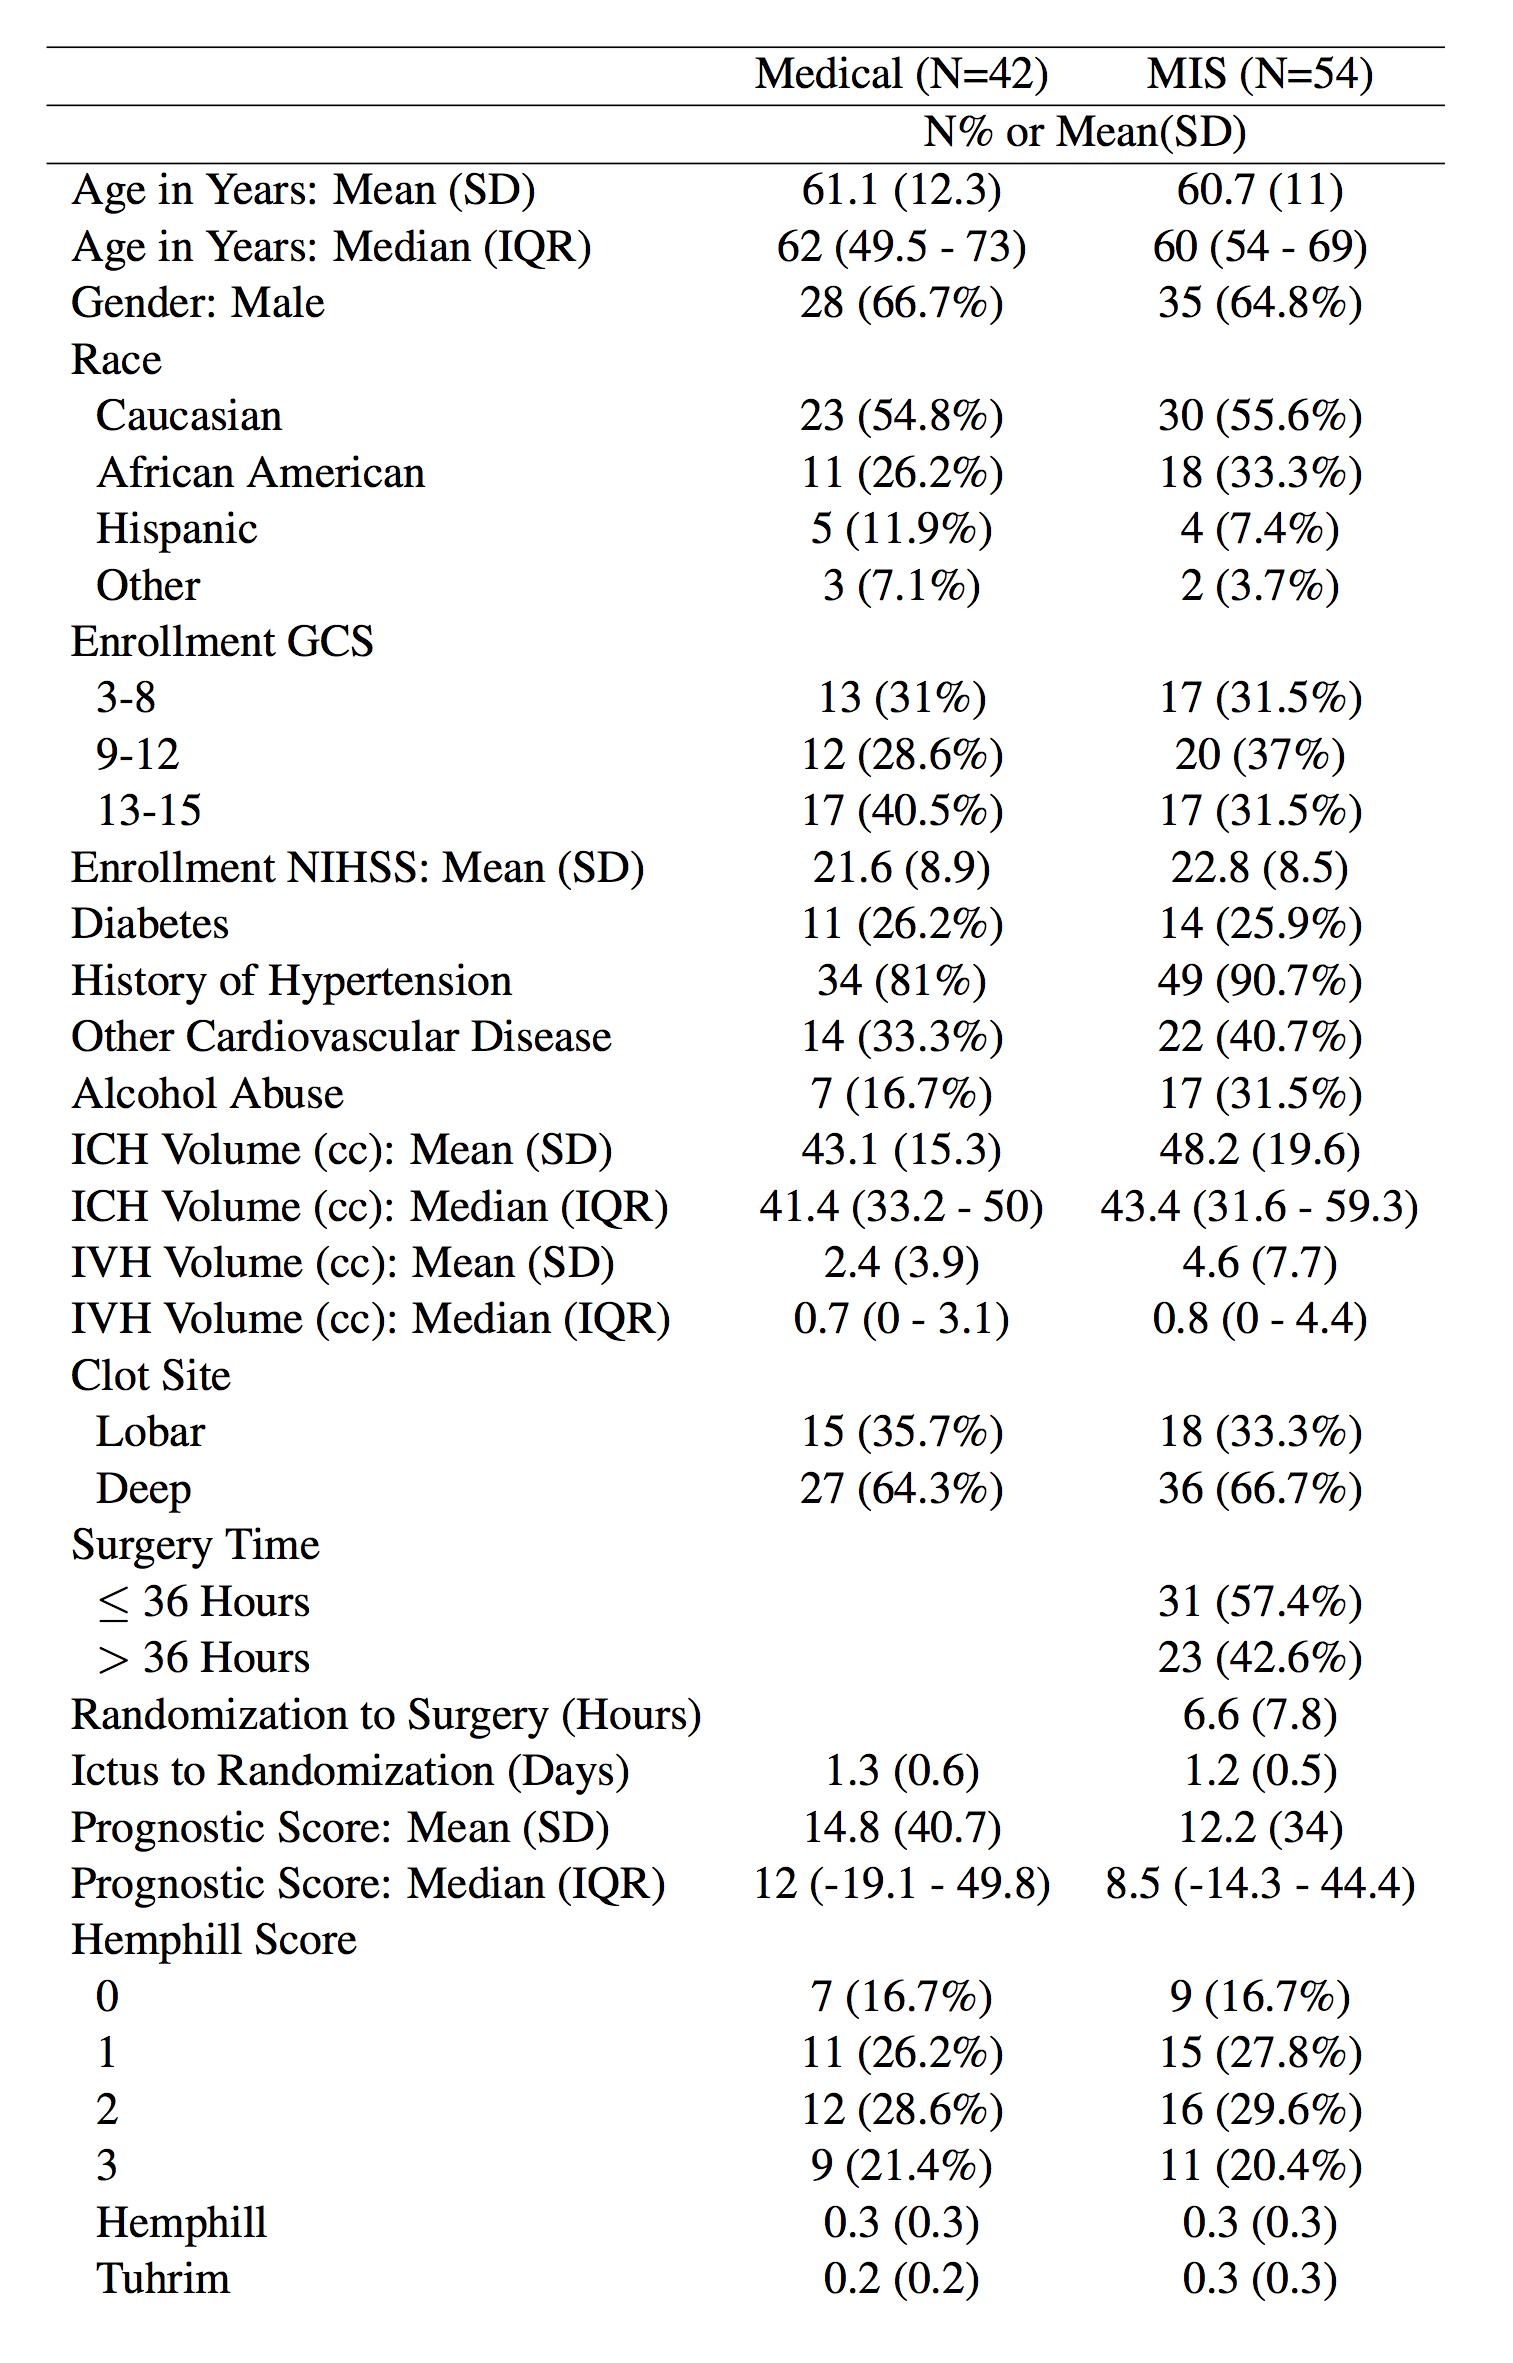 Medical (N=42) MIS (N=54)
N% or Mean(SD)
Age in Years: Mean (SD) 61.1 (12.3) 60.7 (11)
Age in Years: Median (IQR) 62 (49.5 - 73) 60 (54 - 69)
Gender: Male 28 (66.7%) 35 (64.8%)
Race
Caucasian 23 (54.8%) 30 (55.6%)
African American 11 (26.2%) 18 (33.3%)
Hispanic 5 (11.9%) 4 (7.4%)
Other 3 (7.1%) 2 (3.7%)
Enrollment GCS
3-8 13 (31%) 17 (31.5%)
9-12 12 (28.6%) 20 (37%)
13-15 17 (40.5%) 17 (31.5%)
Enrollment NIHSS: Mean (SD) 21.6 (8.9) 22.8 (8.5)
Diabetes 11 (26.2%) 14 (25.9%)
History of Hypertension 34 (81%) 49 (90.7%)
Other Cardiovascular Disease 14 (33.3%) 22 (40.7%)
Alcohol Abuse 7 (16.7%) 17 (31.5%)
ICH Volume (cc): Mean (SD) 43.1 (15.3) 48.2 (19.6)
ICH Volume (cc): Median (IQR) 41.4 (33.2 - 50) 43.4 (31.6 - 59.3)
IVH Volume (cc): Mean (SD) 2.4 (3.9) 4.6 (7.7)
IVH Volume (cc): Median (IQR) 0.7 (0 - 3.1) 0.8 (0 - 4.4)
Clot Site
Lobar 15 (35.7%) 18 (33.3%)
Deep 27 (64.3%) 36 (66.7%)
Surgery Time
≤ 36 Hours 31 (57.4%)
> 36 Hours 23 (42.6%)
Randomization to Surgery (Hours) 6.6 (7.8)
Ictus to Randomization (Days) 1.3 (0.6) 1.2 (0.5)
Prognostic Score: Mean (SD) 14.8 (40.7) 12.2 (34)
Prognostic Score: Median (IQR) 12 (-19.1 - 49.8) 8.5 (-14.3 - 44.4)
Hemphill Score
0 7 (16.7%) 9 (16.7%)
1 11 (26.2%) 15 (27.8%)
2 12 (28.6%) 16 (29.6%)
3 9 (21.4%) 11 (20.4%)
Hemphill 0.3 (0.3) 0.3 (0.3)
Tuhrim 0.2 (0.2) 0.3 (0.3)